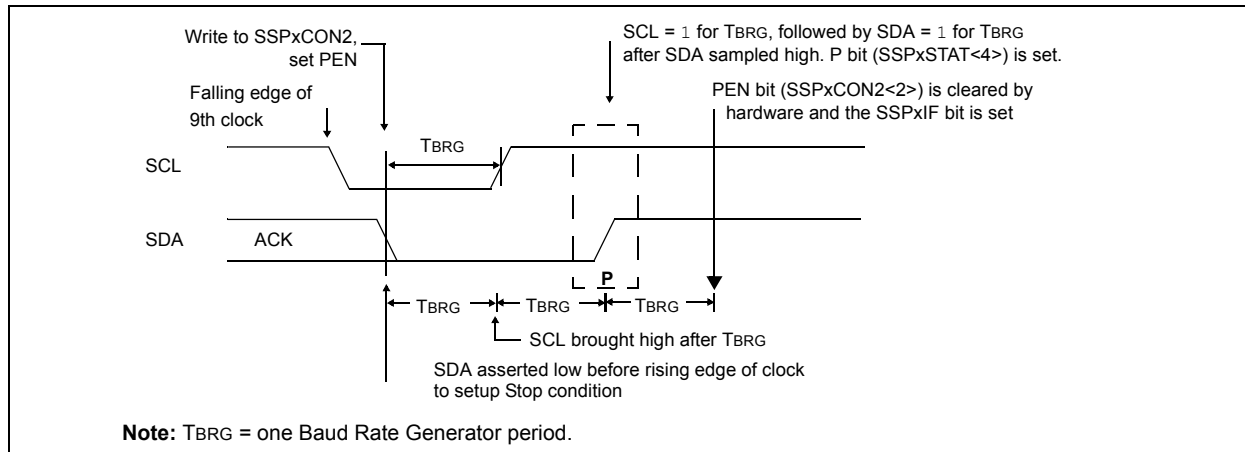 Write to SSPxCON2,
set PEN
SCL = 1 for TBRG, followed by SDA = 1 for TBRG
after SDA sampled high. P bit (SSPxSTAT<4>) is set.
Falling edge of
9th clock
PEN bit (SSPxCON2<2>) is cleared by
hardware and the SSPxIF bit is set
TBRG
SCL
SDA
ACK
P
TBRG
TBRG
TBRG
SCL brought high after TBRG
SDA asserted low before rising edge of clock
to setup Stop condition
Note: TBRG = one Baud Rate Generator period.